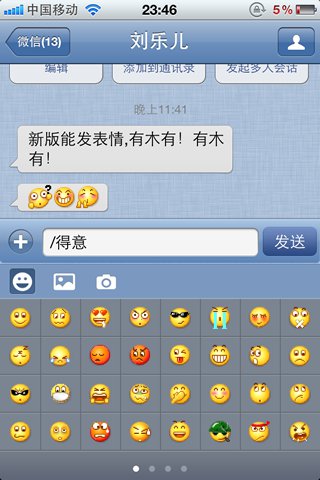 中国移动 23:46 5%
微信(13) 刘乐儿
编辑 添加到通讯录 发起多人会话
晚上11:41
新版能发表情,有木有！有木
有！
?
/得意 发送